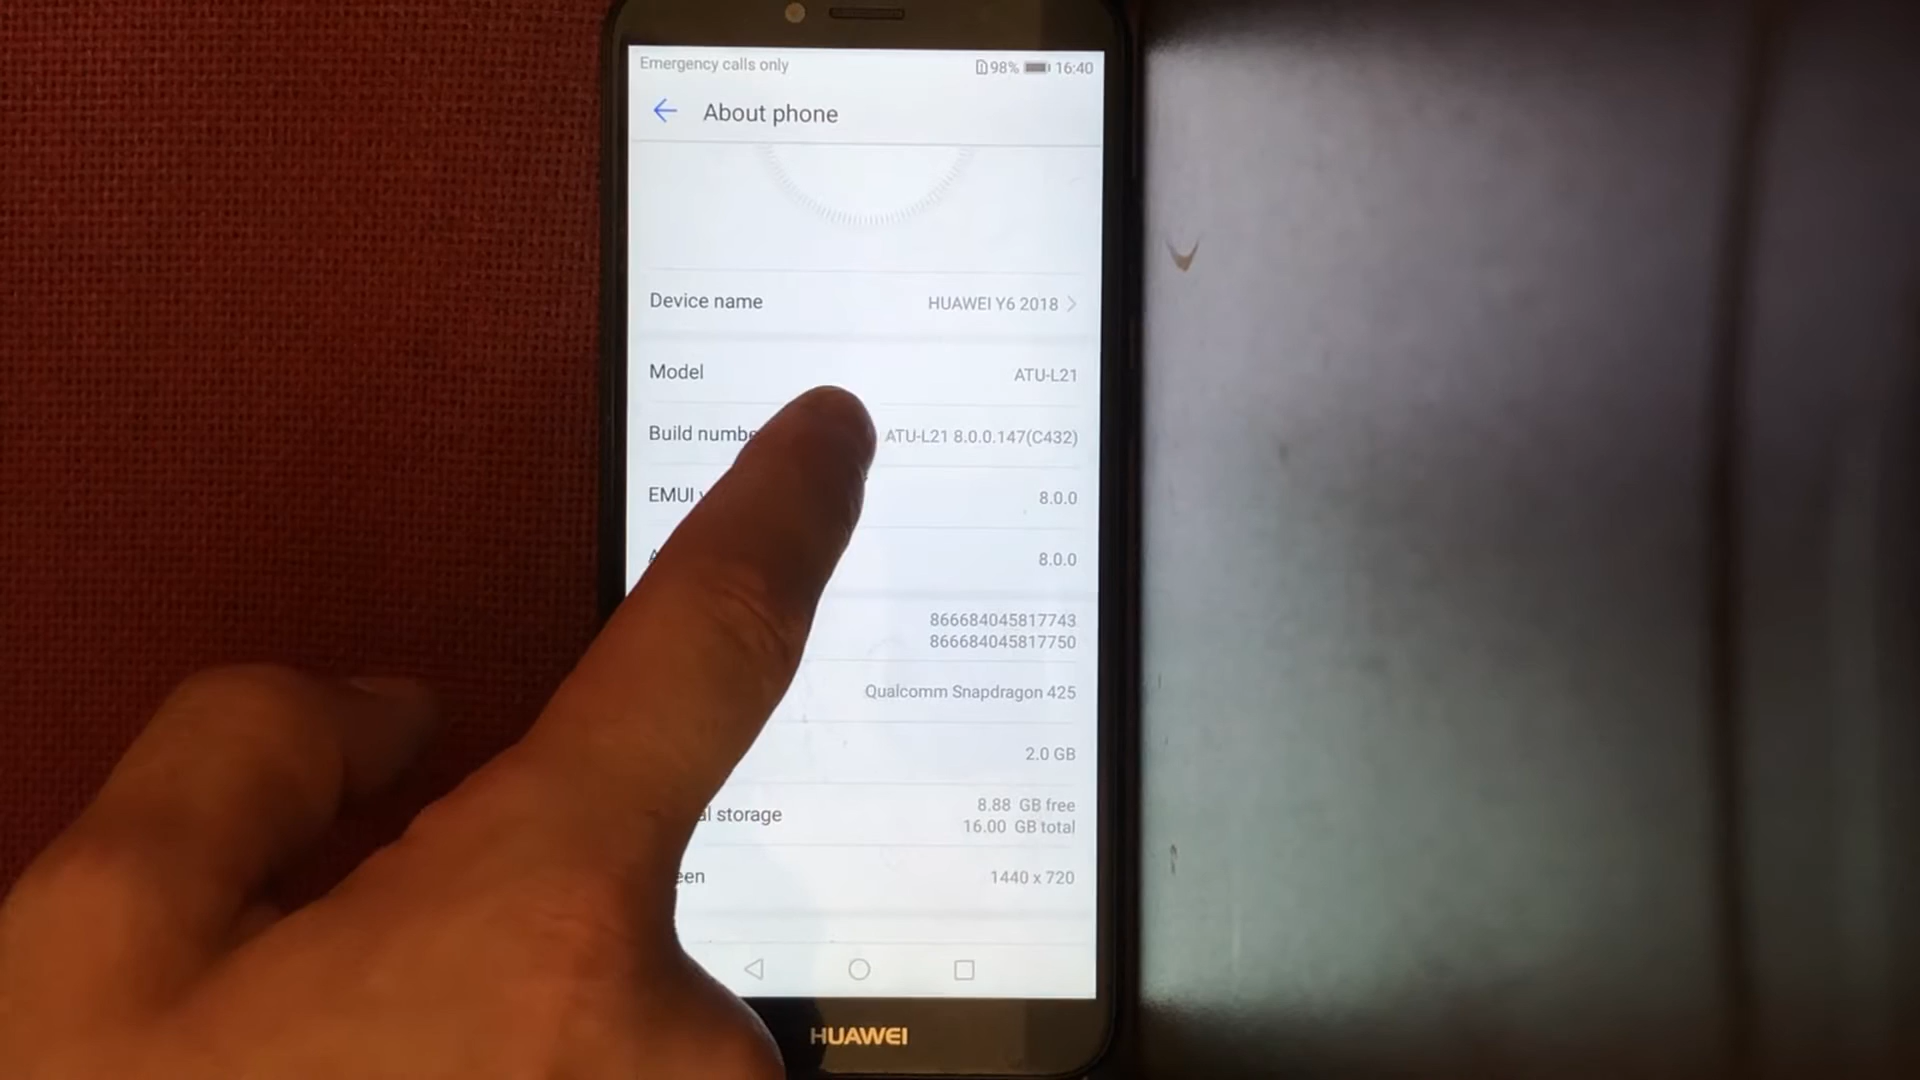 Emergency calls only 98% 16:40
About phone
Device name HUAWEI Y6 2018
Model ATU-L21
Build numbe ATU-L21 8.0.0.147(C432)
EMUI 8.0.0
8.0.0
866684045817743
866684045817750
Qualcomm Snapdragon 425
2.0 GB
al storage 8.88 GB free
16.00 GB total
een 1440 x 720
HUAWEI